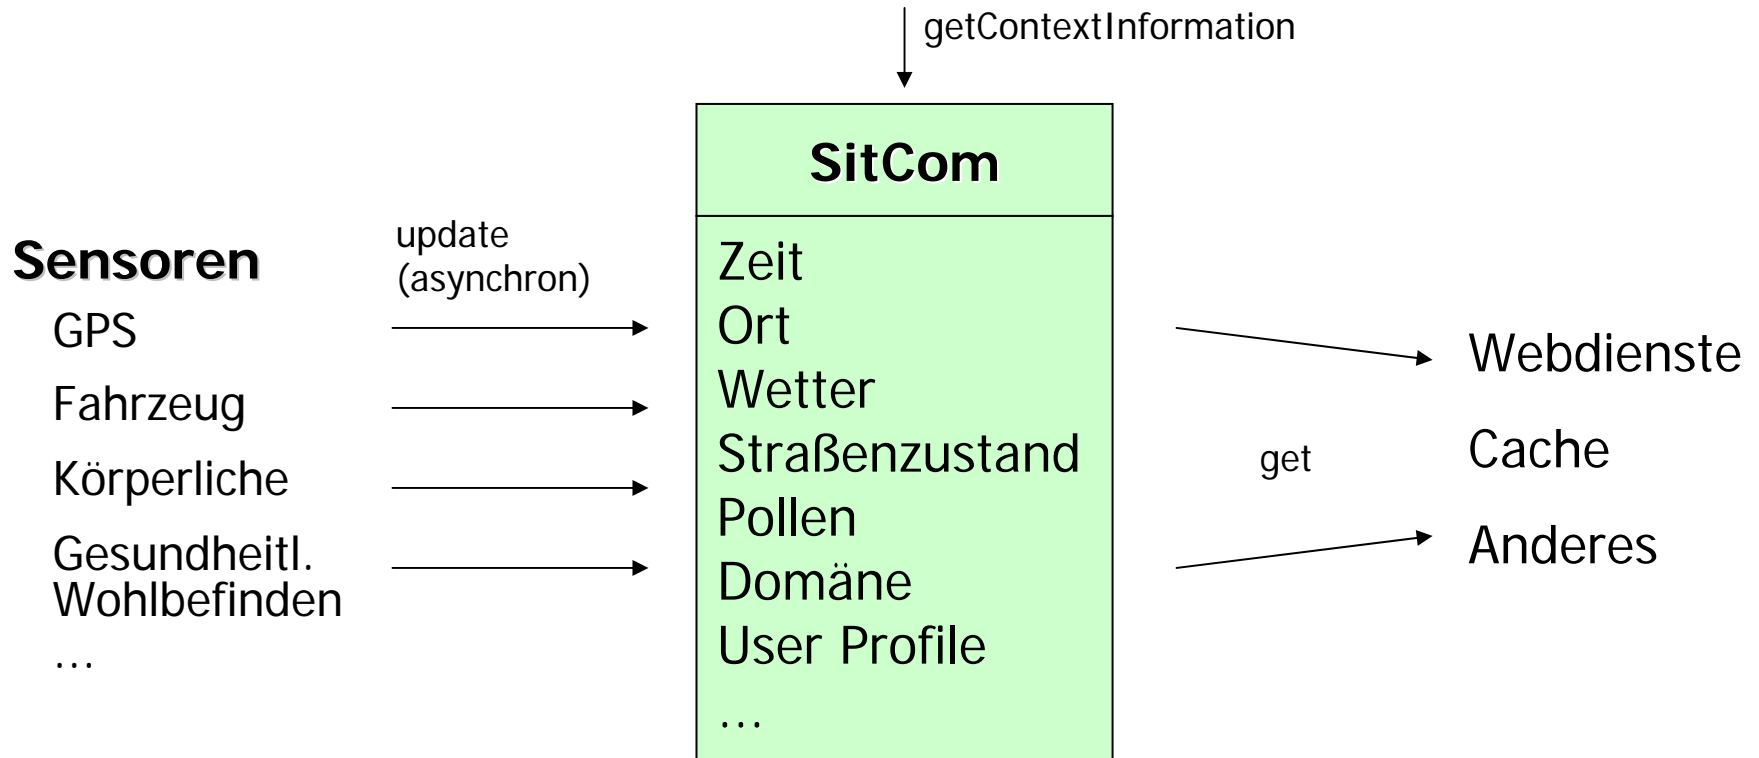 getContextInformation
SitCom
Sensoren
GPS
Fahrzeug
Körperliche
Gesundheitl.
Wohlbefinden
…
update
(asynchron)
Zeit
Ort
Wetter
Straßenzustand
Pollen
Domäne
User Profile
…
get
Webdienste
Cache
Anderes